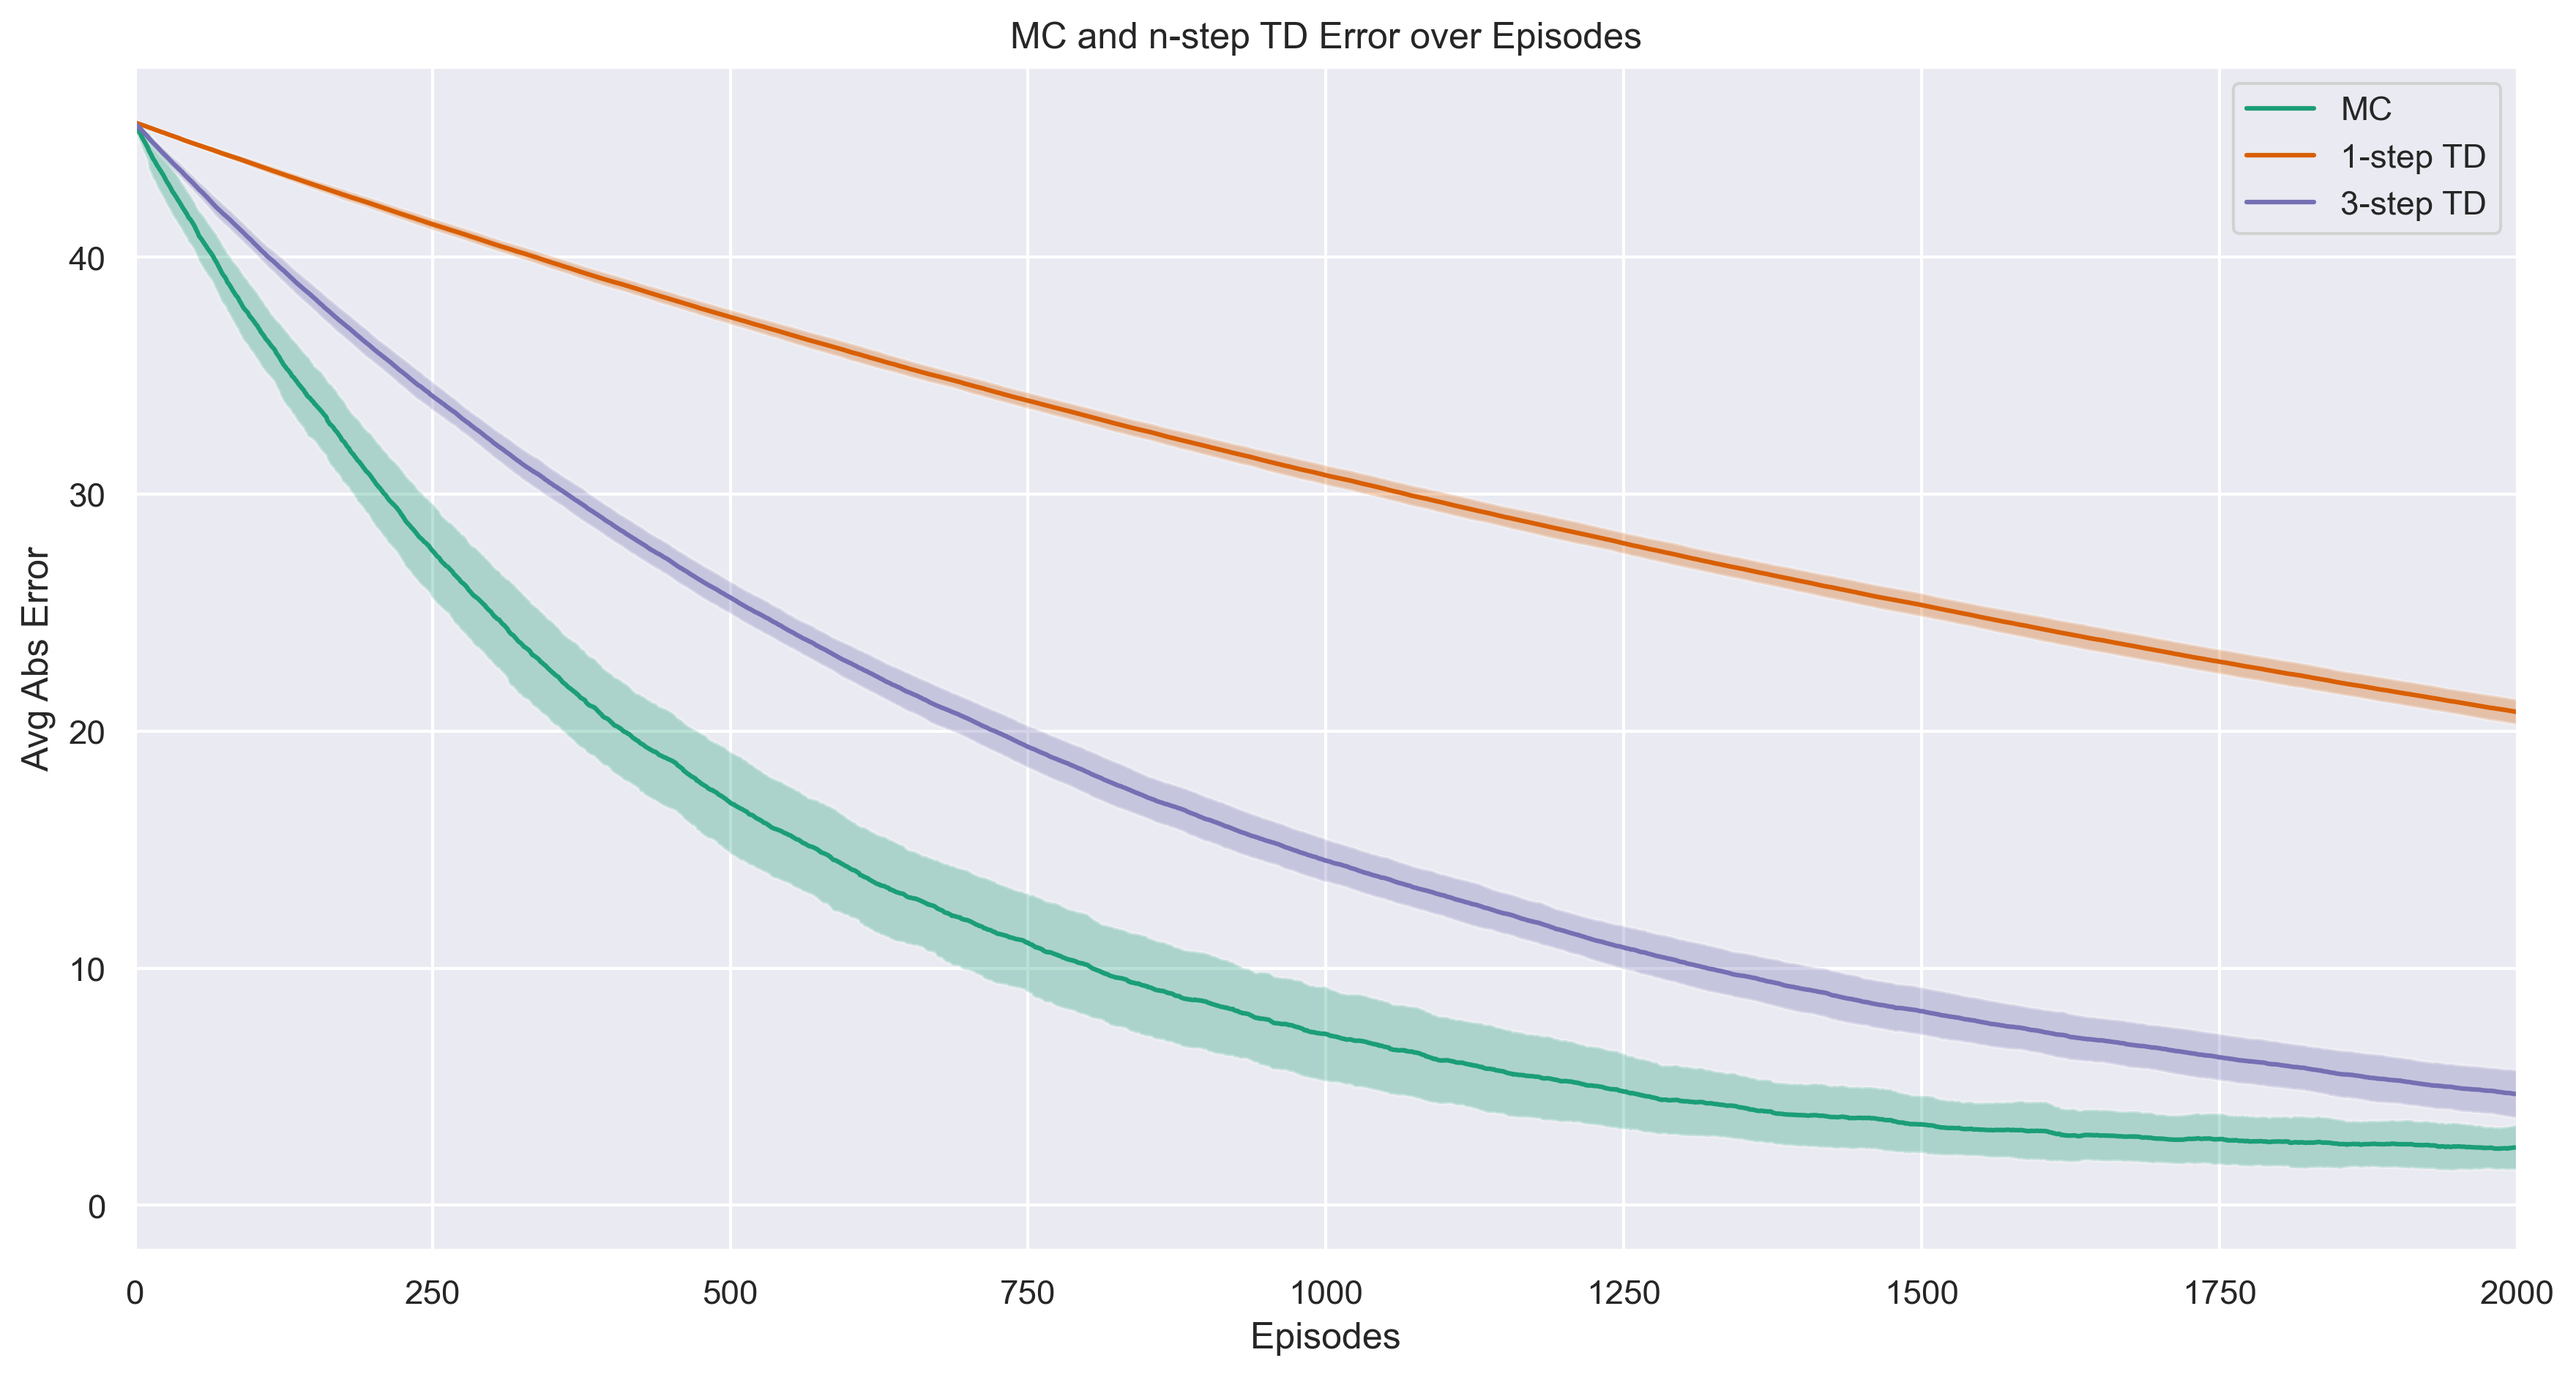 MC and n-step TD Error over Episodes
MC
1-step TD
3-step TD
Avg Abs Error
40
30
20
10
0
0 250 500 750 1000 1250 1500 1750 2000
Episodes